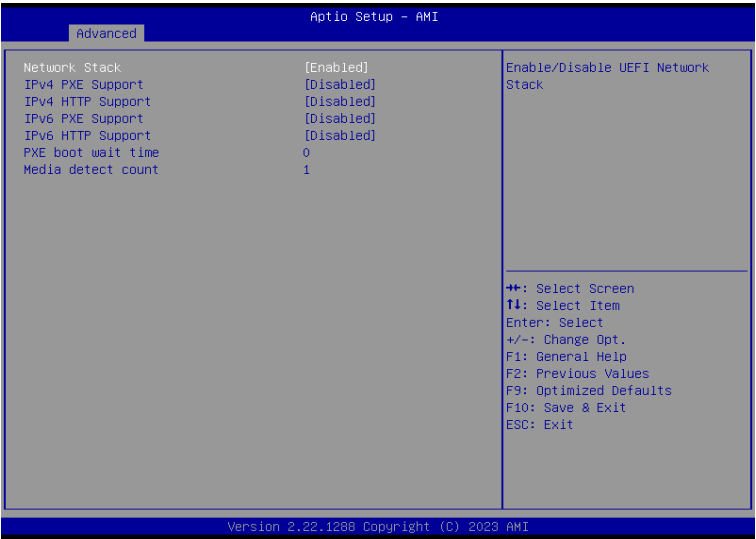 Aptio Setup – AMI
Advanced
Network Stack [Enabled]
IPv4 PXE Support [Disabled]
IPv4 HTTP Support [Disabled]
IPv6 PXE Support [Disabled]
IPv6 HTTP Support [Disabled]
PXE boot wait time 0
Media detect count 1
Enable/Disable UEFI Network
Stack
→←: Select Screen
↑↓: Select Item
Enter: Select
+/-: Change Opt.
F1: General Help
F2: Previous Values
F9: Optimized Defaults
F10: Save & Exit
ESC: Exit
Version 2.22.1288 Copyright (C) 2023 AMI